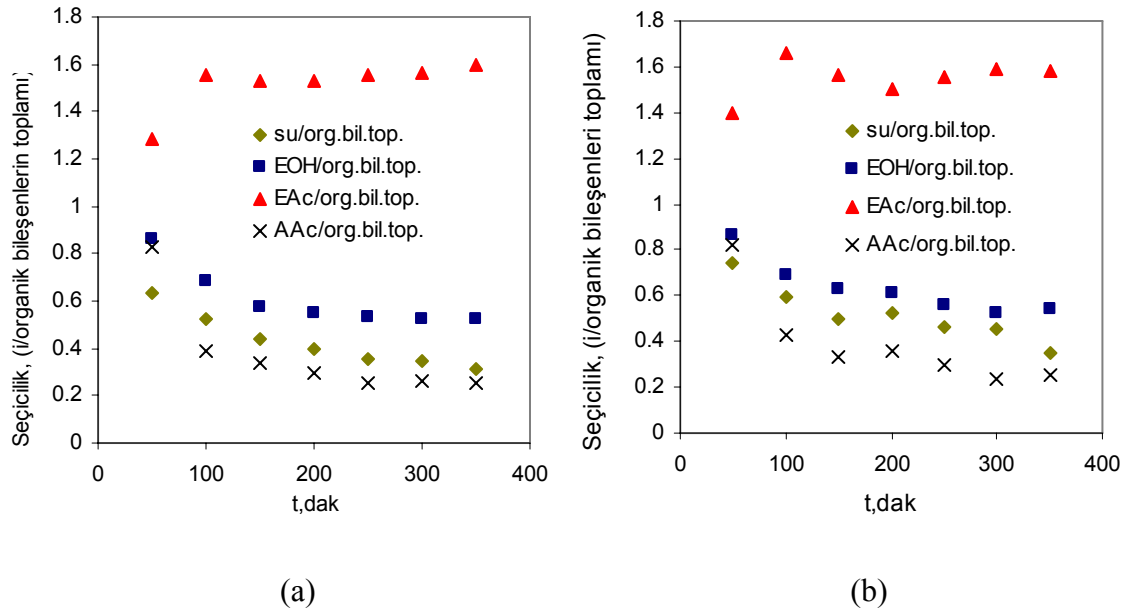 Seçicilik, (i/organik bileşenlerin toplamı)
1.8
1.6
1.4
1.2
1
0.8
0.6
0.4
0.2
0
0
100
200
300
400
su/org.bil.top.
EOH/org.bil.top.
EAc/org.bil.top.
AAc/org.bil.top.
t,dak
(a)
Seçicilik, (i/organik bileşenleri toplamı)
1.8
1.6
1.4
1.2
1
0.8
0.6
0.4
0.2
0
0
100
200
300
400
su/org.bil.top.
EOH/org.bil.top.
EAc/org.bil.top.
AAc/org.bil.top.
t,dak
(b)